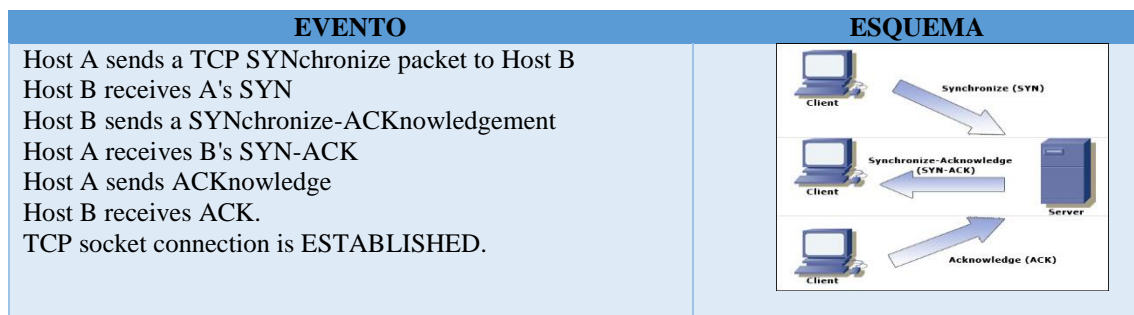 EVENTO
ESQUEMA
Host A sends a TCP SYNchronize packet to Host B
Host B receives A's SYN
Host B sends a SYNchronize-ACKnowledgement
Host A receives B's SYN-ACK
Host A sends ACKnowledge
Host B receives ACK.
TCP socket connection is ESTABLISHED.
Synchronize (SYN)
Client
Synchronize-Acknowledge
(SYN-ACK)
Client
Server
Acknowledge (ACK)
Client